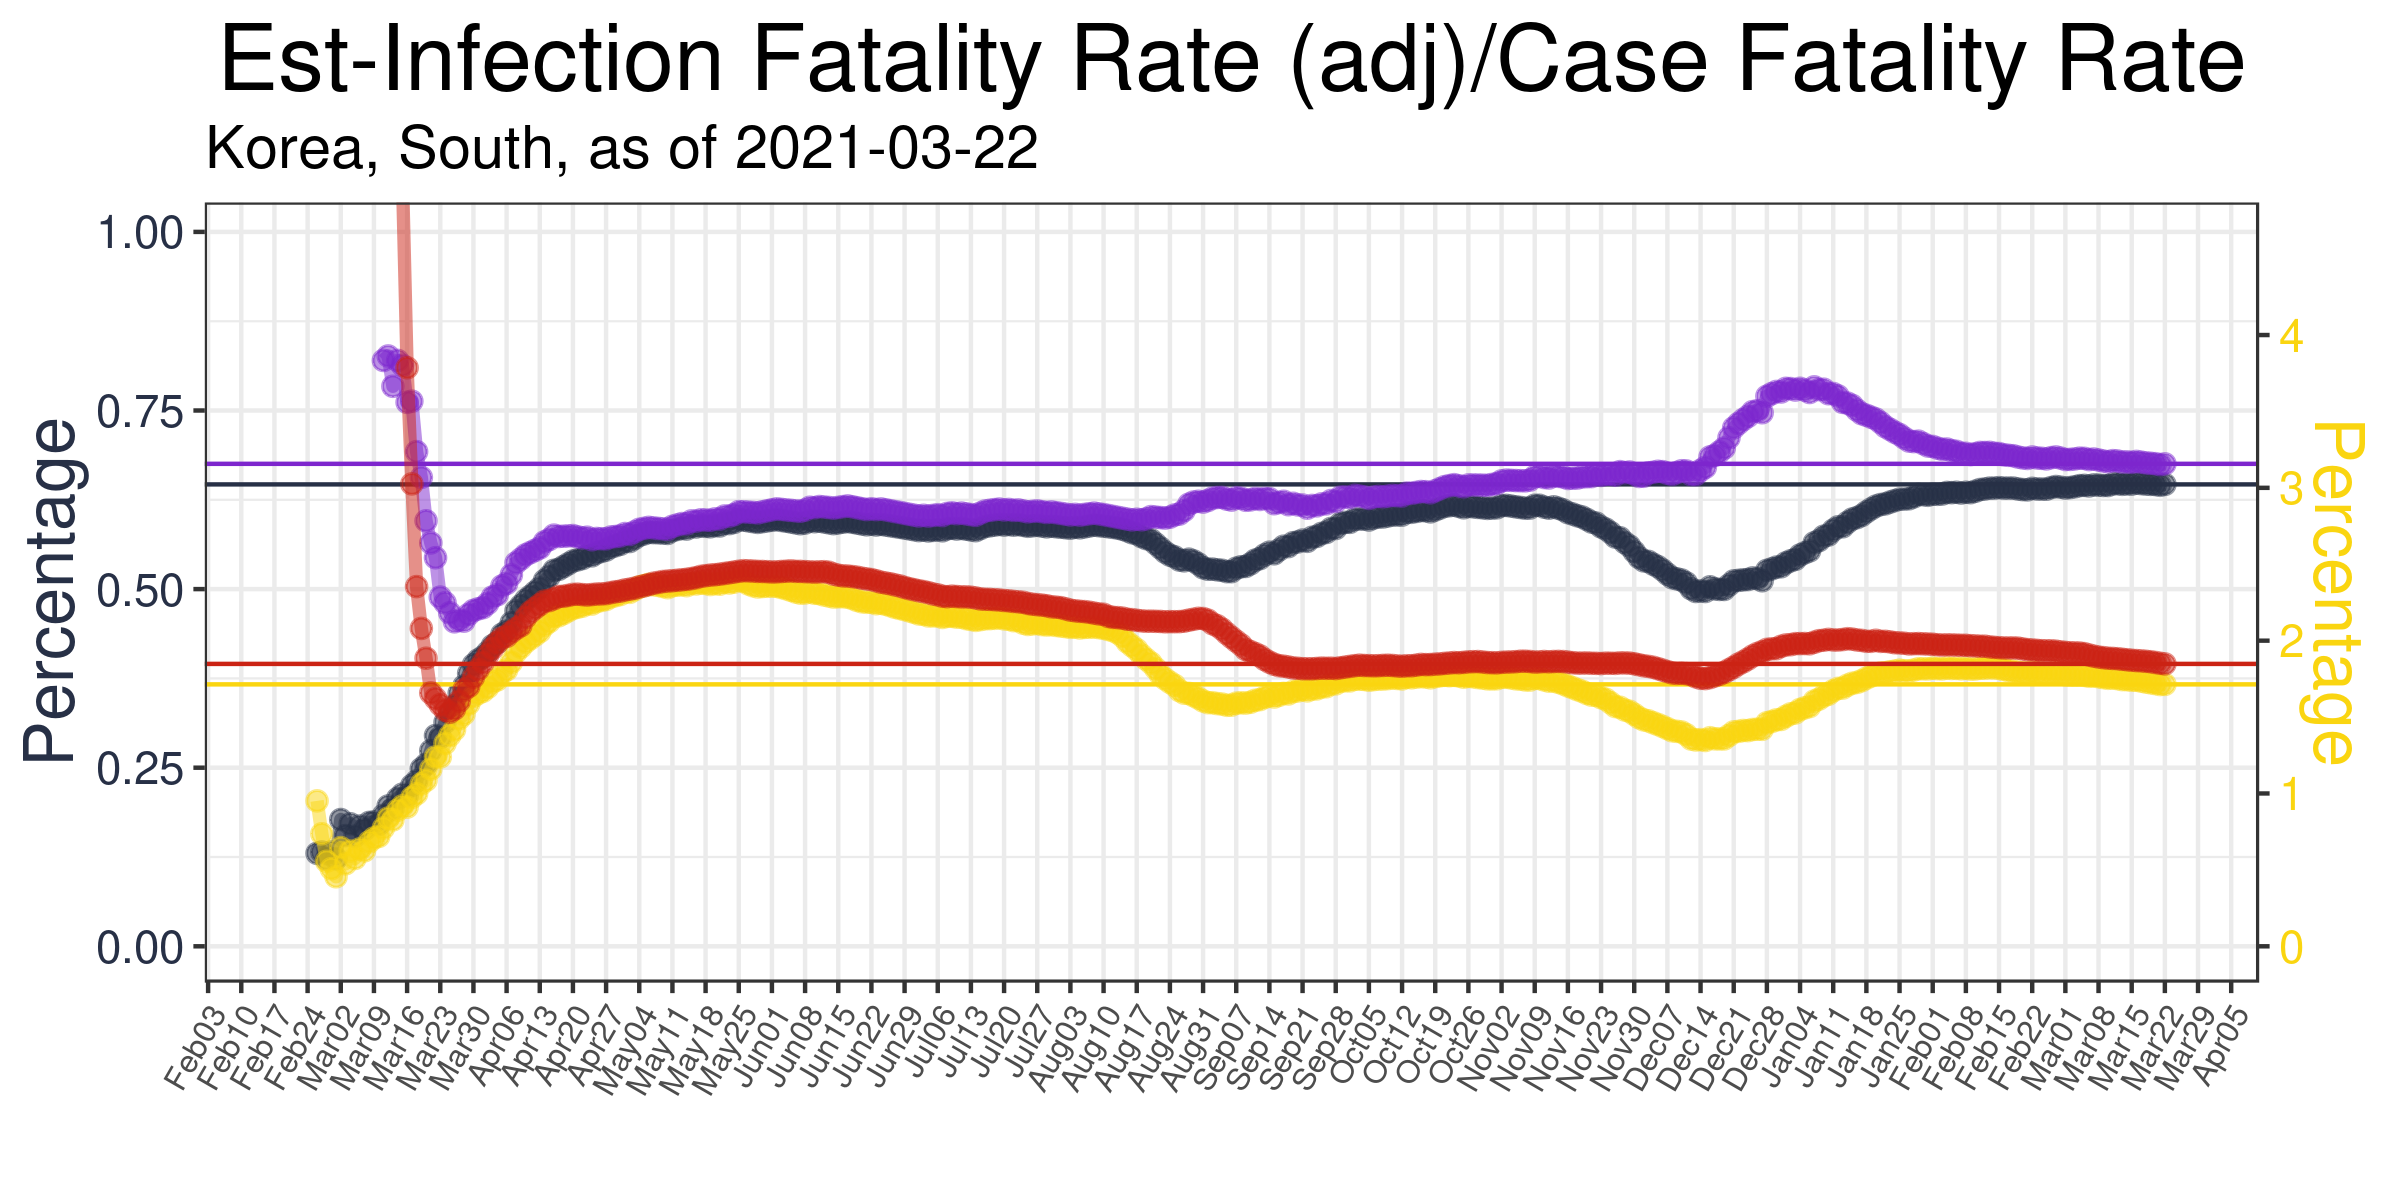 Est-Infection Fatality Rate (adj)/Case Fatality Rate
Korea, South, as of 2021-03-22
Percentage
1.00
0.75
0.50
0.25
0.00
4
3
2
1
0
Percentage
Feb03
Feb10
Feb17
Feb24
Mar02
Mar09
Mar16
Mar23
Mar30
Apr06
Apr13
Apr20
Apr27
May04
May11
May18
May25
Jun01
Jun08
Jun15
Jun22
Jun29
Jul06
Jul13
Jul20
Jul27
Aug03
Aug10
Aug17
Aug24
Aug31
Sep07
Sep14
Sep21
Sep28
Oct05
Oct12
Oct19
Oct26
Nov02
Nov09
Nov16
Nov23
Nov30
Dec07
Dec14
Dec21
Dec28
Jan04
Jan11
Jan18
Jan25
Feb01
Feb08
Feb15
Feb22
Mar01
Mar08
Mar15
Mar22
Mar29
Apr05